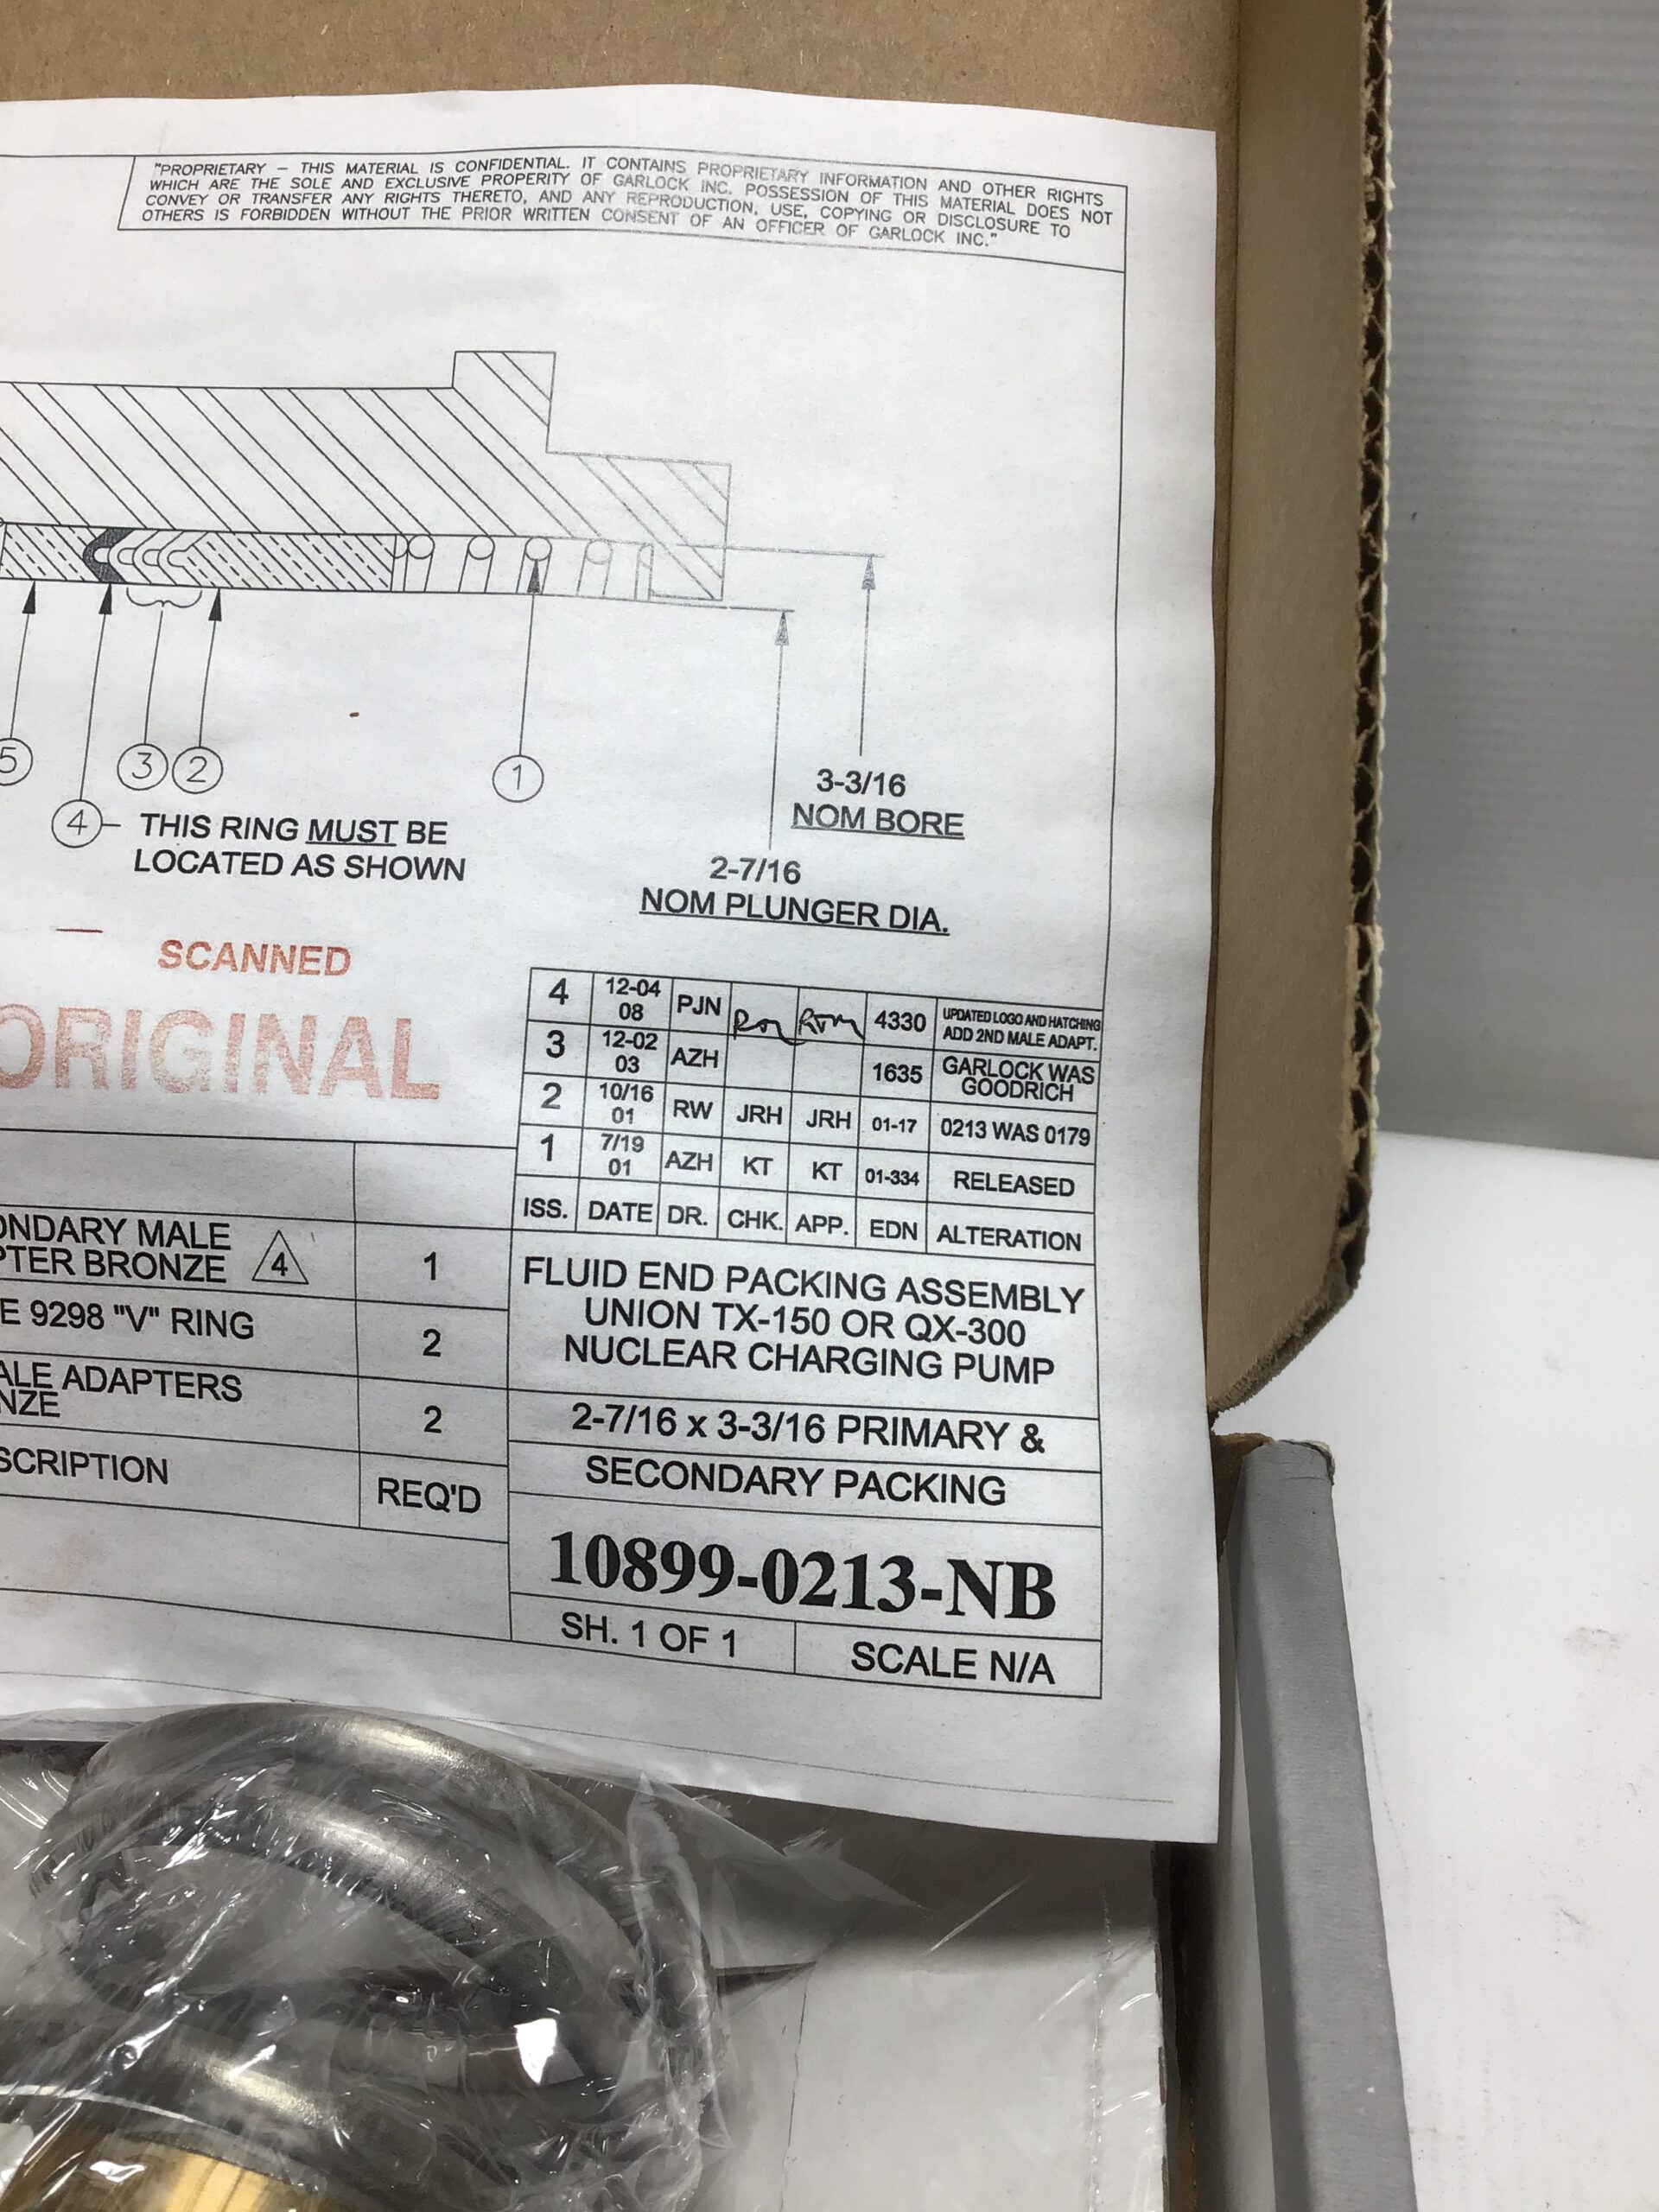 "PROPRIETARY – THIS MATERIAL IS CONFIDENTIAL. IT CONTAINS PROPRIETARY INFORMATION AND OTHER RIGHTS
WHICH ARE THE SOLE AND EXCLUSIVE PROPERTY OF GARLOCK INC. POSSESSION OF THIS MATERIAL DOES NOT
CONVEY OR TRANSFER ANY RIGHTS THERETO, AND ANY REPRODUCTION, USE, COPYING OR DISCLOSURE TO
OTHERS IS FORBIDDEN WITHOUT THE PRIOR WRITTEN CONSENT OF AN OFFICER OF GARLOCK INC."
5 3 2 1
4 THIS RING MUST BE
LOCATED AS SHOWN
3-3/16
NOM BORE
2-7/16
NOM PLUNGER DIA.
SCANNED
ORIGINAL
4 12-04 08 PJN 4330 UPDATED LOGO AND HATCHING ADD 2ND MALE ADAPT.
3 12-02 03 AZH 1635 GARLOCK WAS GOODRICH
2 10/16 01 RW JRH JRH 01-17 0213 WAS 0179
1 7/19 01 AZH KT KT 01-334 RELEASED
ISS. DATE DR. CHK. APP. EDN ALTERATION
ONDARY MALE
PTER BRONZE 4 1
E 9298 "V" RING 2
ALE ADAPTERS
NZE 2
SCRIPTION REQ'D
FLUID END PACKING ASSEMBLY
UNION TX-150 OR QX-300
NUCLEAR CHARGING PUMP
2-7/16 x 3-3/16 PRIMARY &
SECONDARY PACKING
10899-0213-NB
SH. 1 OF 1 SCALE N/A